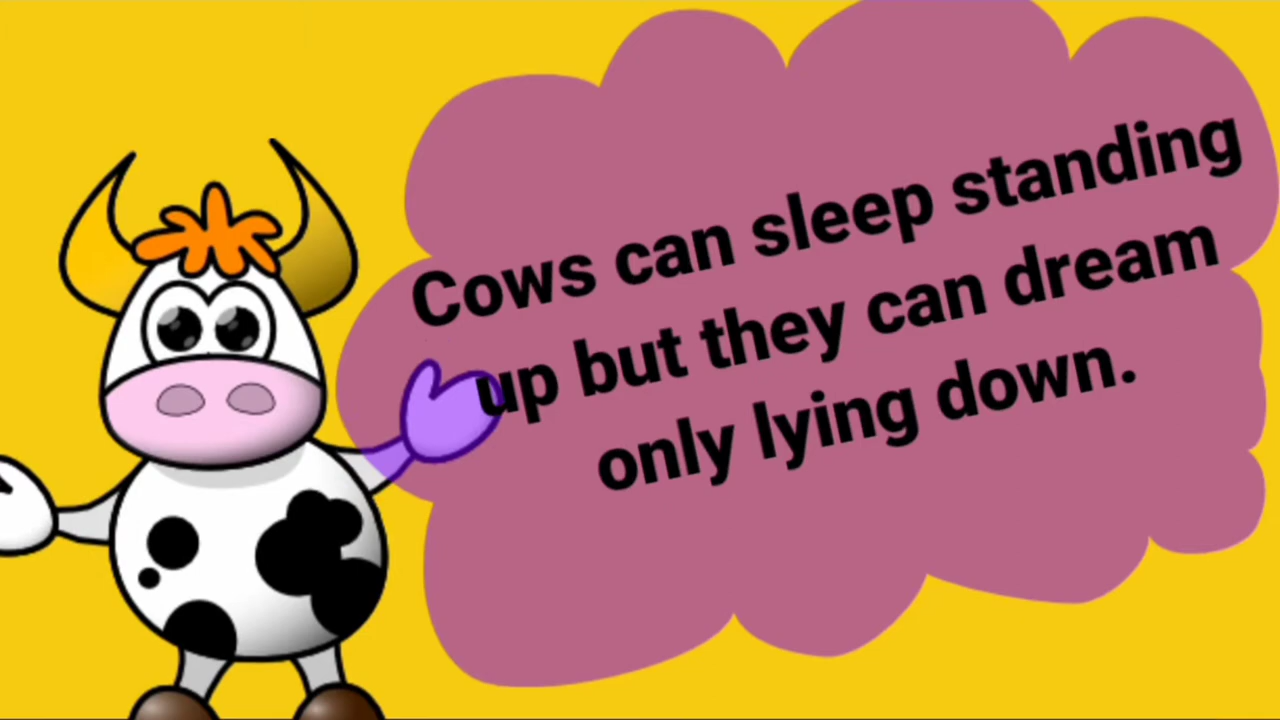 Cows can sleep standing
up but they can dream
only lying down.